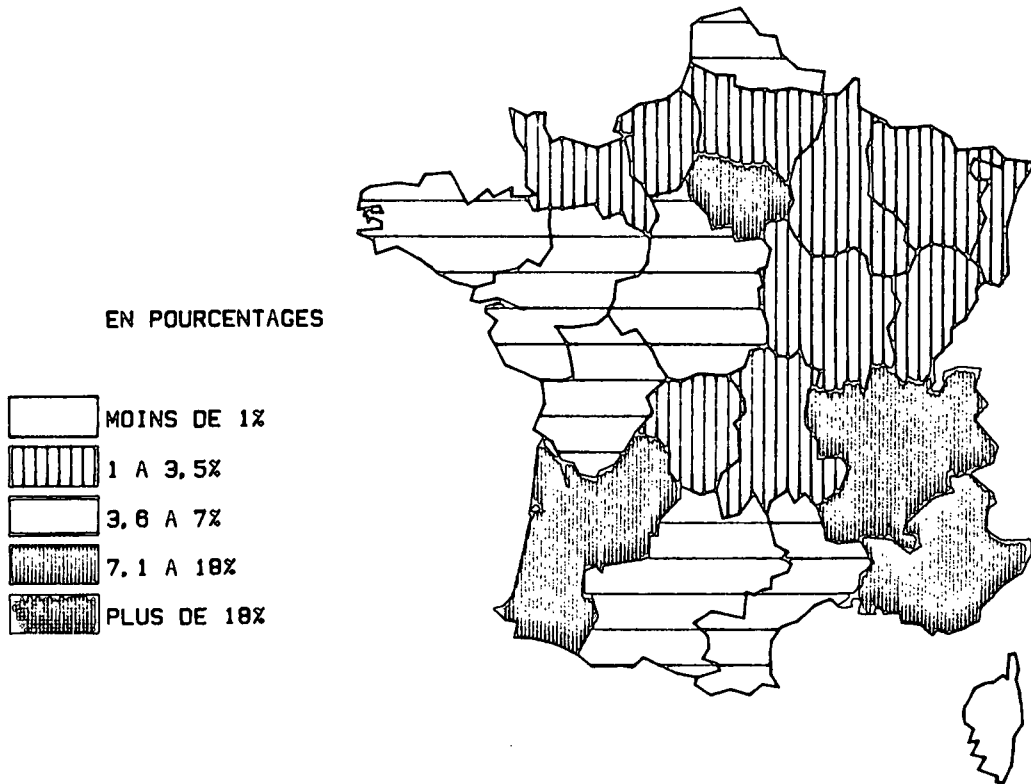 EN POURCENTAGES
MOINS DE 1%
1 A 3,5%
3,6 A 7%
7,1 A 18%
PLUS DE 18%